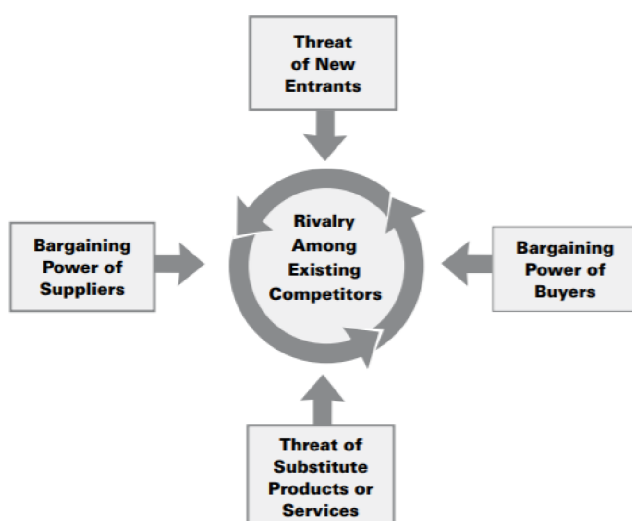 Threat
of New
Entrants
Bargaining
Power of
Suppliers
Rivalry
Among
Existing
Competitors
Bargaining
Power of
Buyers
Threat of
Substitute
Products or
Services